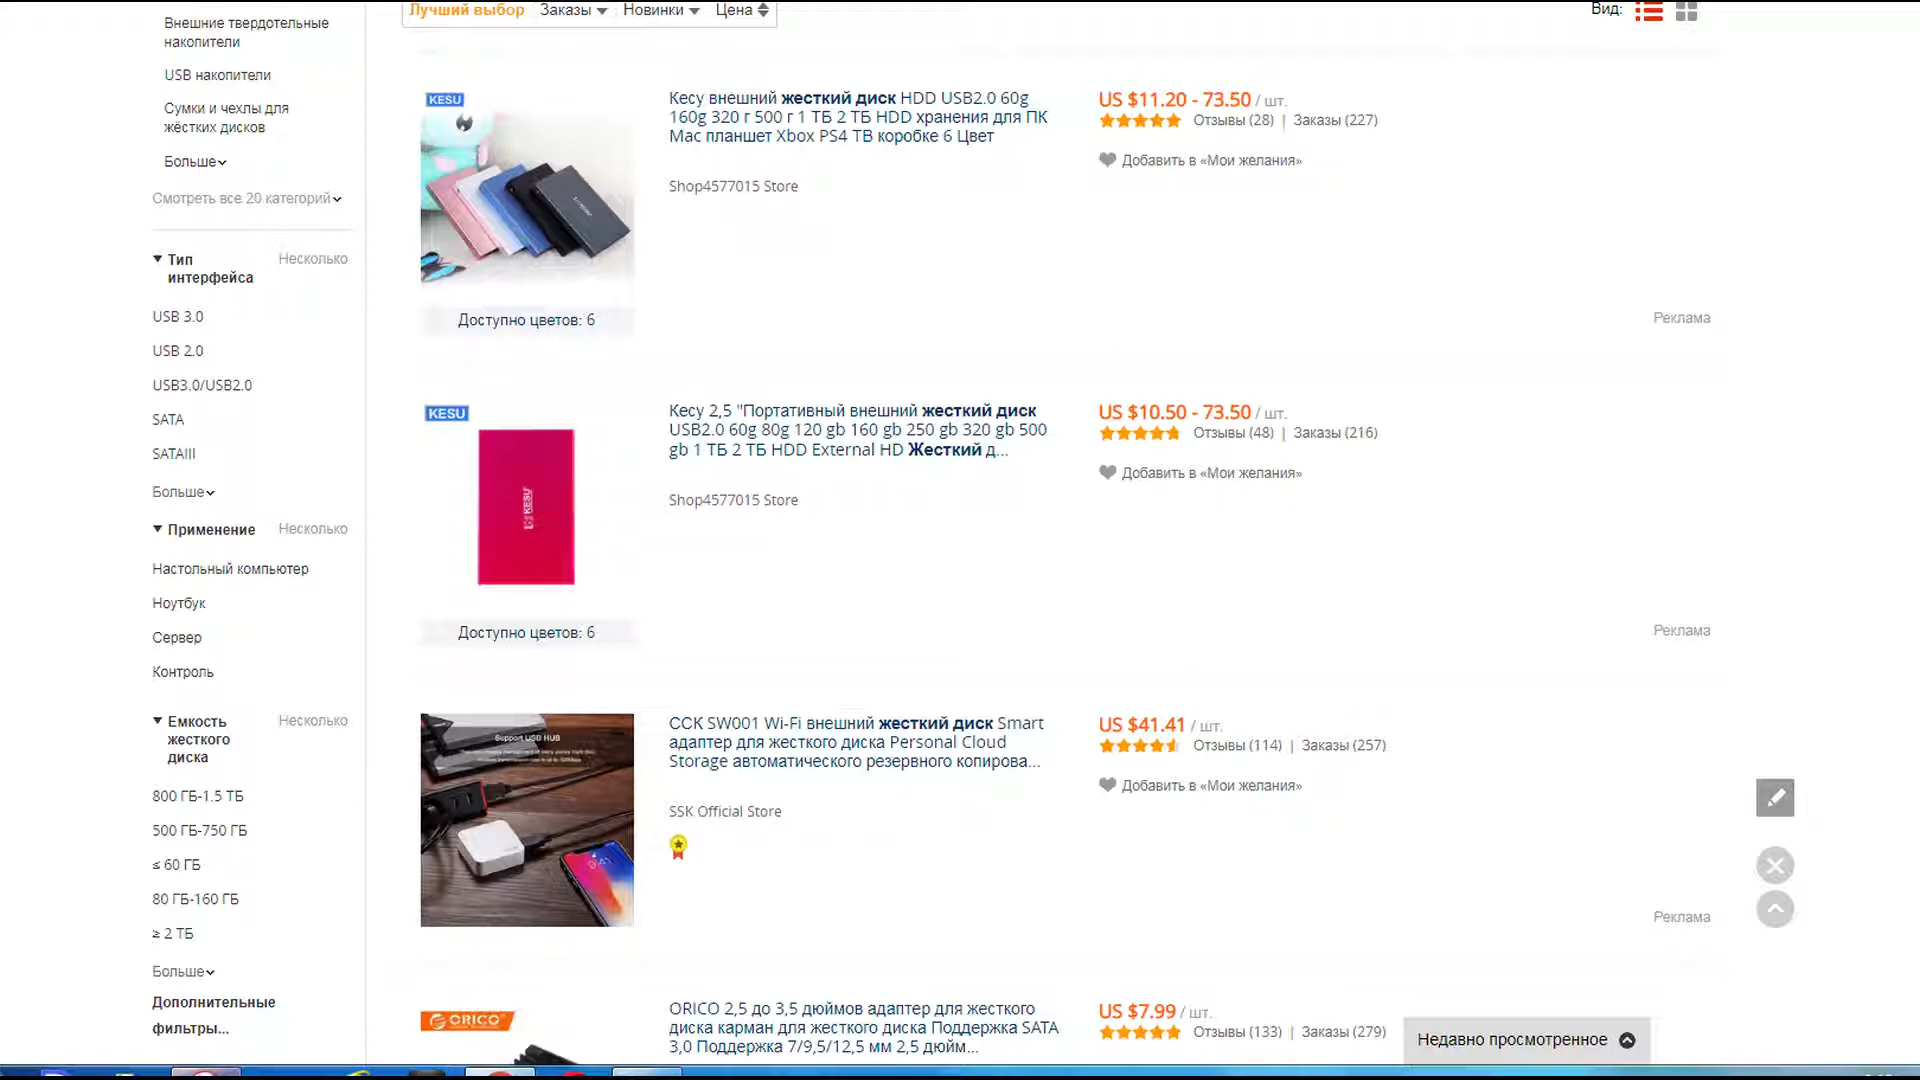 Лучший выбор Заказы Новинки Цена
Вид:
Внешние твердотельные
накопители
USB накопители
Сумки и чехлы для
жёстких дисков
Больше
Смотреть все 20 категорий
Тип
интерфейса
Несколько
USB 3.0
USB 2.0
USB3.0/USB2.0
SATA
SATAIII
Больше
Применение Несколько
Настольный компьютер
Ноутбук
Сервер
Контроль
Емкость
жесткого
диска
Несколько
800 ГБ-1.5 ТБ
500 ГБ-750 ГБ
≤ 60 ГБ
80 ГБ-160 ГБ
≥ 2 ТБ
Больше
Дополнительные
фильтры...
KESU
Доступно цветов: 6
Кесу внешний жесткий диск HDD USB2.0 60g
160g 320 г 500 г 1 ТБ 2 ТБ HDD хранения для ПК
Mac планшет Xbox PS4 ТВ коробке 6 Цвет
Shop4577015 Store
US $11.20 - 73.50 / шт.
Отзывы (28) | Заказы (227)
Добавить в «Мои желания»
Реклама
KESU
KESU
Доступно цветов: 6
Кесу 2,5 "Портативный внешний жесткий диск
USB2.0 60g 80g 120 gb 160 gb 250 gb 320 gb 500
gb 1 ТБ 2 ТБ HDD External HD Жесткий д...
Shop4577015 Store
US $10.50 - 73.50 / шт.
Отзывы (48) | Заказы (216)
Добавить в «Мои желания»
Реклама
Support USB HUB
ССК SW001 Wi-Fi внешний жесткий диск Smart
адаптер для жесткого диска Personal Cloud
Storage автоматического резервного копирова...
SSK Official Store
US $41.41 / шт.
Отзывы (114) | Заказы (257)
Добавить в «Мои желания»
Реклама
ORICO
ORICO 2,5 до 3,5 дюймов адаптер для жесткого
диска карман для жесткого диска Поддержка SATA
3,0 Поддержка 7/9,5/12,5 мм 2,5 дюйм...
US $7.99 / шт.
Отзывы (133) | Заказы (279)
Недавно просмотренное